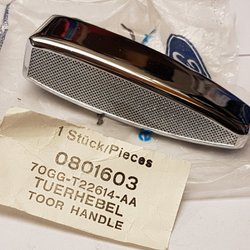 1 Stück/Pieces
0801603
70GG-T22614-AA
TUERHEBEL
TOOR HANDLE